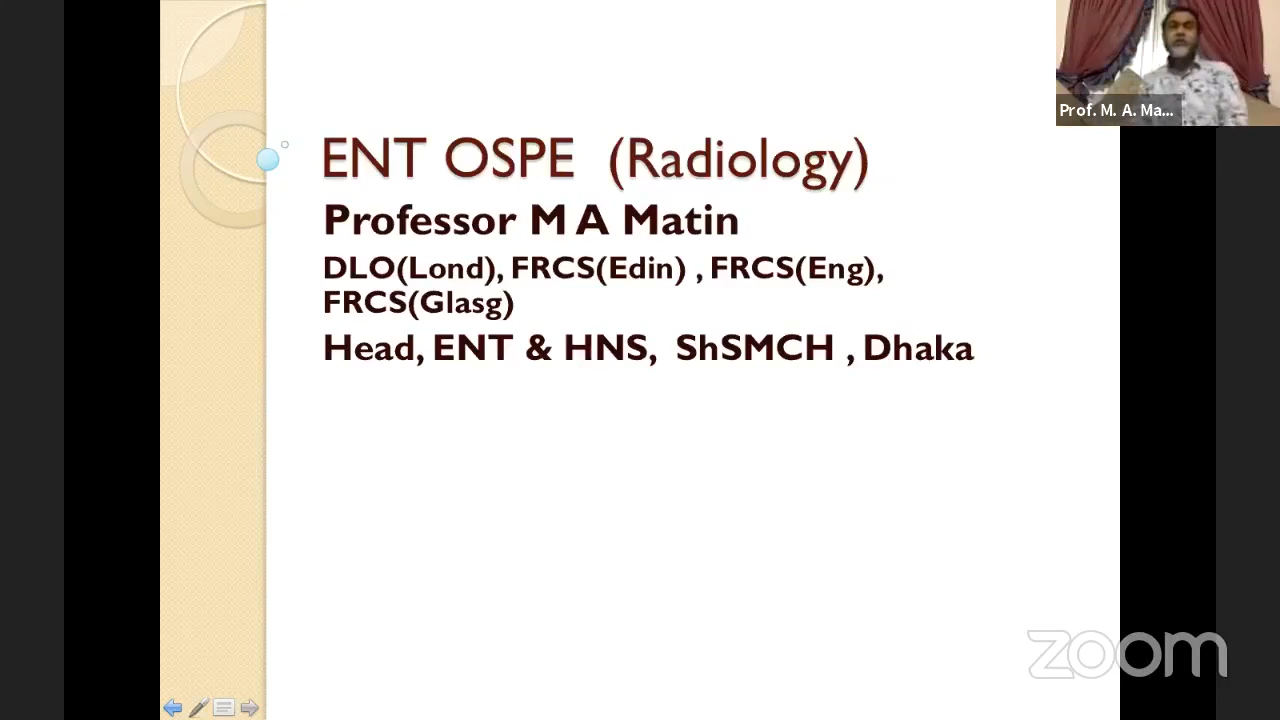 Prof. M. A. Ma...
ENT OSPE (Radiology)
Professor M A Matin
DLO(Lond), FRCS(Edin) , FRCS(Eng),
FRCS(Glasg)
Head, ENT & HNS, ShSMCH , Dhaka
zoom